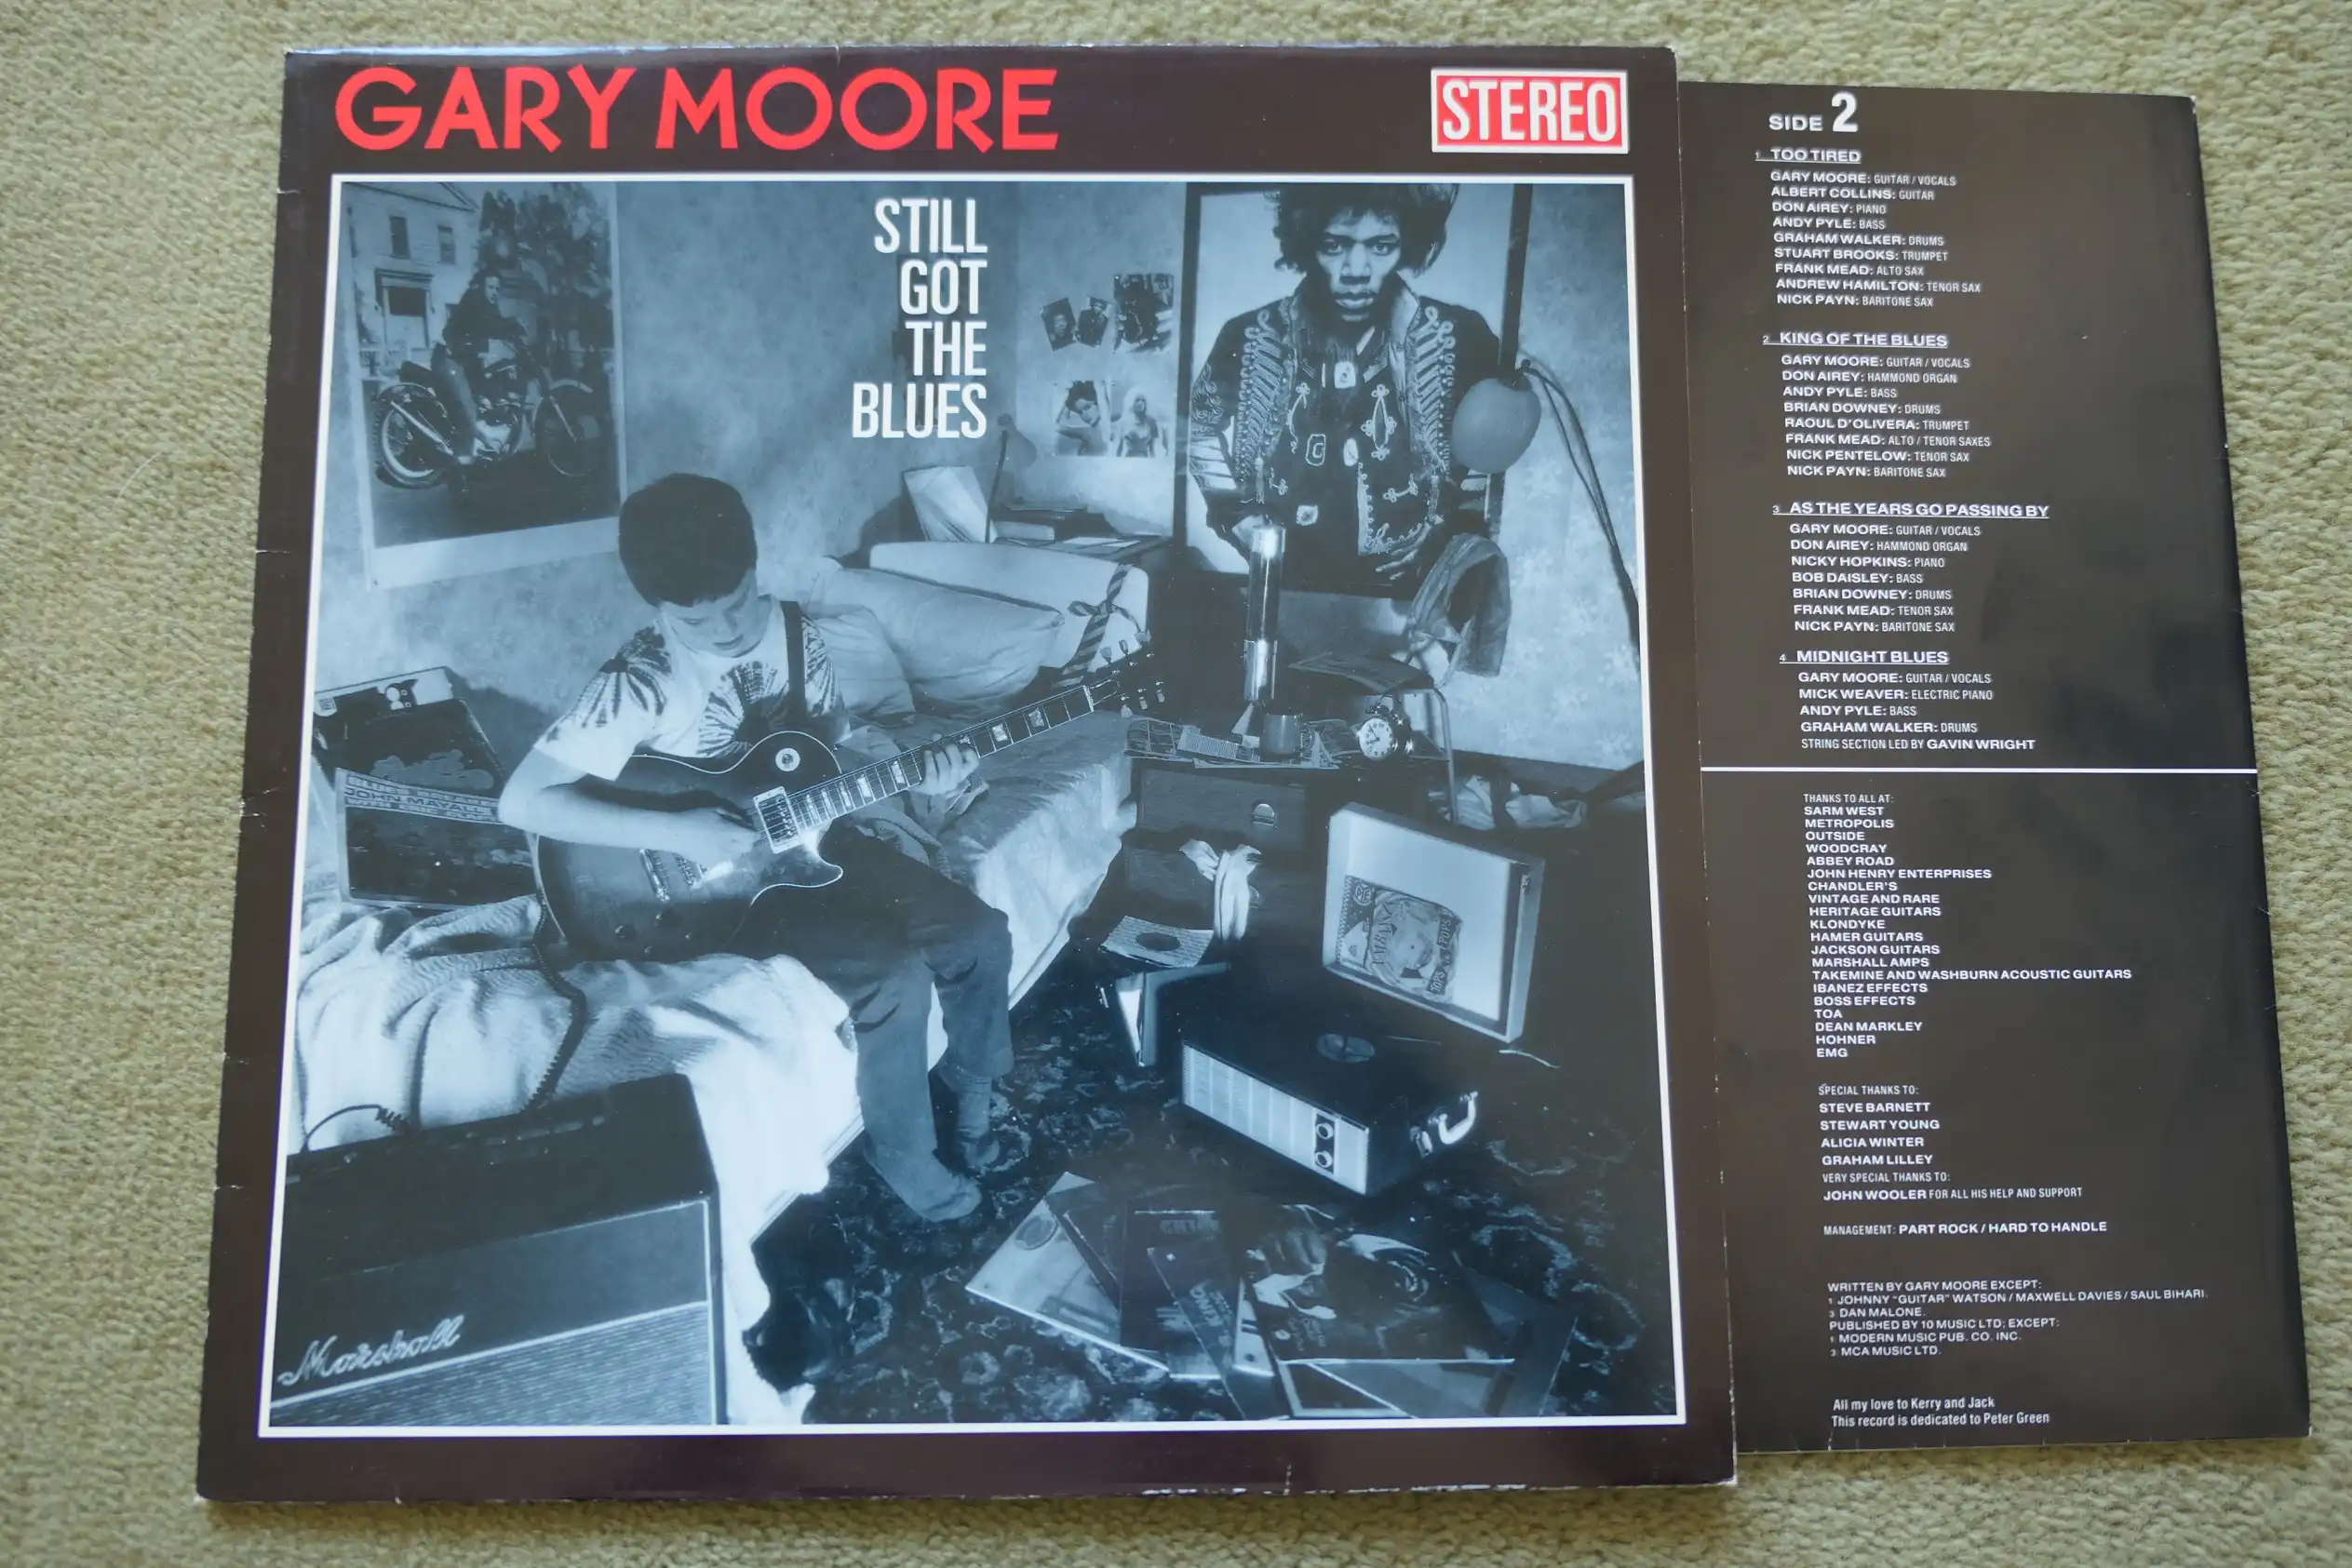 GARY MOORE
STEREO
STILL
GOT
THE
BLUES
JOHN MAYALL
Marshall
SIDE 2
1 TOO TIRED
GARY MOORE: GUITAR / VOCALS
ALBERT COLLINS: GUITAR
DON AIREY: PIANO
ANDY PYLE: BASS
GRAHAM WALKER: DRUMS
STUART BROOKS: TRUMPET
FRANK MEAD: ALTO SAX
ANDREW HAMILTON: TENOR SAX
NICK PAYN: BARITONE SAX
2 KING OF THE BLUES
GARY MOORE: GUITAR / VOCALS
DON AIREY: HAMMOND ORGAN
ANDY PYLE: BASS
BRIAN DOWNEY: DRUMS
RAOUL D'OLIVERA: TRUMPET
FRANK MEAD: ALTO / TENOR SAXES
NICK PENTELOW: TENOR SAX
NICK PAYN: BARITONE SAX
3 AS THE YEARS GO PASSING BY
GARY MOORE: GUITAR / VOCALS
DON AIREY: HAMMOND ORGAN
NICKY HOPKINS: PIANO
BOB DAISLEY: BASS
BRIAN DOWNEY: DRUMS
FRANK MEAD: TENOR SAX
NICK PAYN: BARITONE SAX
4 MIDNIGHT BLUES
GARY MOORE: GUITAR / VOCALS
MICK WEAVER: ELECTRIC PIANO
ANDY PYLE: BASS
GRAHAM WALKER: DRUMS
STRING SECTION LED BY GAVIN WRIGHT
THANKS TO ALL AT:
SARM WEST
METROPOLIS
OUTSIDE
WOODCRAY
ABBEY ROAD
JOHN HENRY ENTERPRISES
CHANDLER'S
VINTAGE AND RARE
HERITAGE GUITARS
KLONDYKE
HAMER GUITARS
JACKSON GUITARS
MARSHALL AMPS
TAKEMINE AND WASHBURN ACOUSTIC GUITARS
IBANEZ EFFECTS
BOSS EFFECTS
TOA
DEAN MARKLEY
HOHNER
EMG
SPECIAL THANKS TO:
STEVE BARNETT
STEWART YOUNG
ALICIA WINTER
GRAHAM LILLEY
VERY SPECIAL THANKS TO:
JOHN WOOLER FOR ALL HIS HELP AND SUPPORT
MANAGEMENT: PART ROCK / HARD TO HANDLE
WRITTEN BY GARY MOORE EXCEPT:
1 JOHNNY "GUITAR" WATSON / MAXWELL DAVIES / SAUL BIHARI.
3 DAN MALONE.
PUBLISHED BY 10 MUSIC LTD; EXCEPT:
1 MODERN MUSIC PUB. CO. INC.
3 MCA MUSIC LTD.
All my love to Kerry and Jack
This record is dedicated to Peter Green